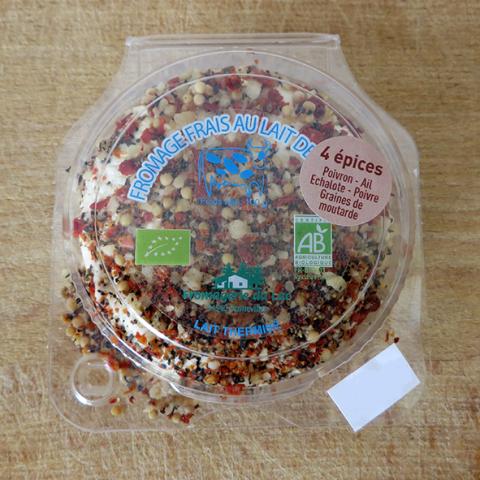 FROMAGE FRAIS AU LAIT DE
4 épices
Poivron - Ail
Echalote - Poivre
Graines de
moutarde
AB
AGRICULTURE
BIOLOGIQUE
Fromagerie du Lac
LAIT THERMISÉ